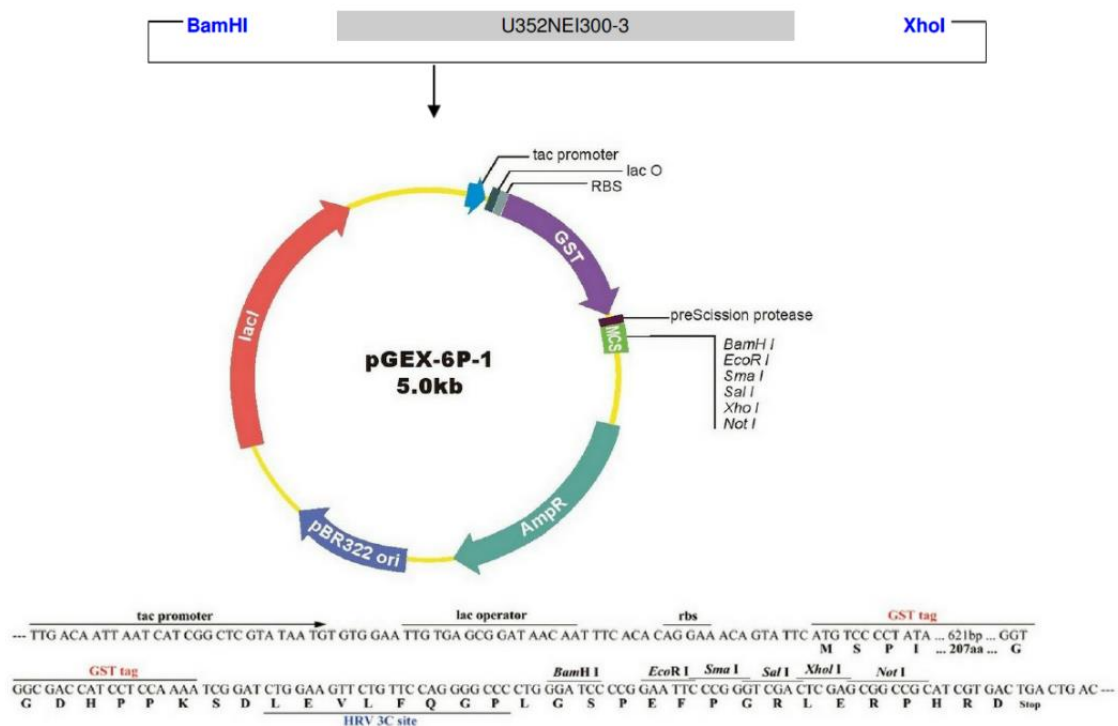 BamHI U352NEI300-3 XhoI
tac promoter
lac O
RBS
GST
preScission protease
MCS
BamH I
EcoR I
Sma I
Sal I
Xho I
Not I
lacI
pGEX-6P-1
5.0kb
AmpR
pBR322 ori
tac promoter lac operator rbs GST tag
--- TTGACA ATT AAT CAT CGG CTC GTA TAA TGT GTG GAA TTG TGA GCG GAT AAC AAT TTC ACA CAG GAA ACA GTA TTC ATG TCC CCT ATA ... 621bp ... GGT
M S P I ... 207aa ... G
GST tag BamH I EcoR I Sma I Sal I XhoI I Not I
GGC GAC CAT CCT CCA AAA TCG GAT CTG GAA GTT CTG TTC CAG GGG CCC CTG GGA TCC CCG GAA TTC CCG GGT CGA CTC GAG CGG CCG CAT CGT GAC TGA CTG AC---
G D H P P K S D L E V L F Q G P L G S P E F P G R L E R P H R D Stop
HRV 3C site